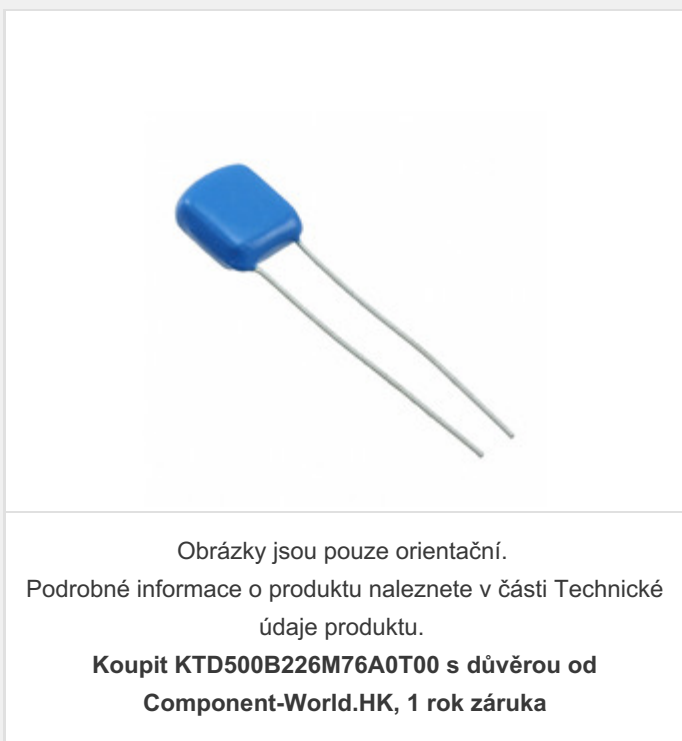 Obrázky jsou pouze orientační.
Podrobné informace o produktu naleznete v části Technické
údaje produktu.
Koupit KTD500B226M76A0T00 s důvěrou od
Component-World.HK, 1 rok záruka